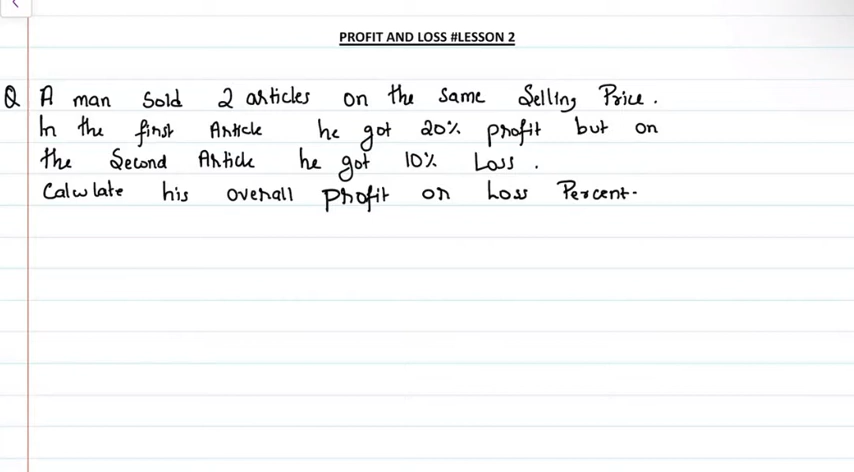 PROFIT AND LOSS #LESSON 2
Q A man Sold 2 articles on the Same Selling Price.
In the first Article he got 20% profit but on
the Second Article he got 10% Loss.
Calculate his overall Profit or Loss Percent.